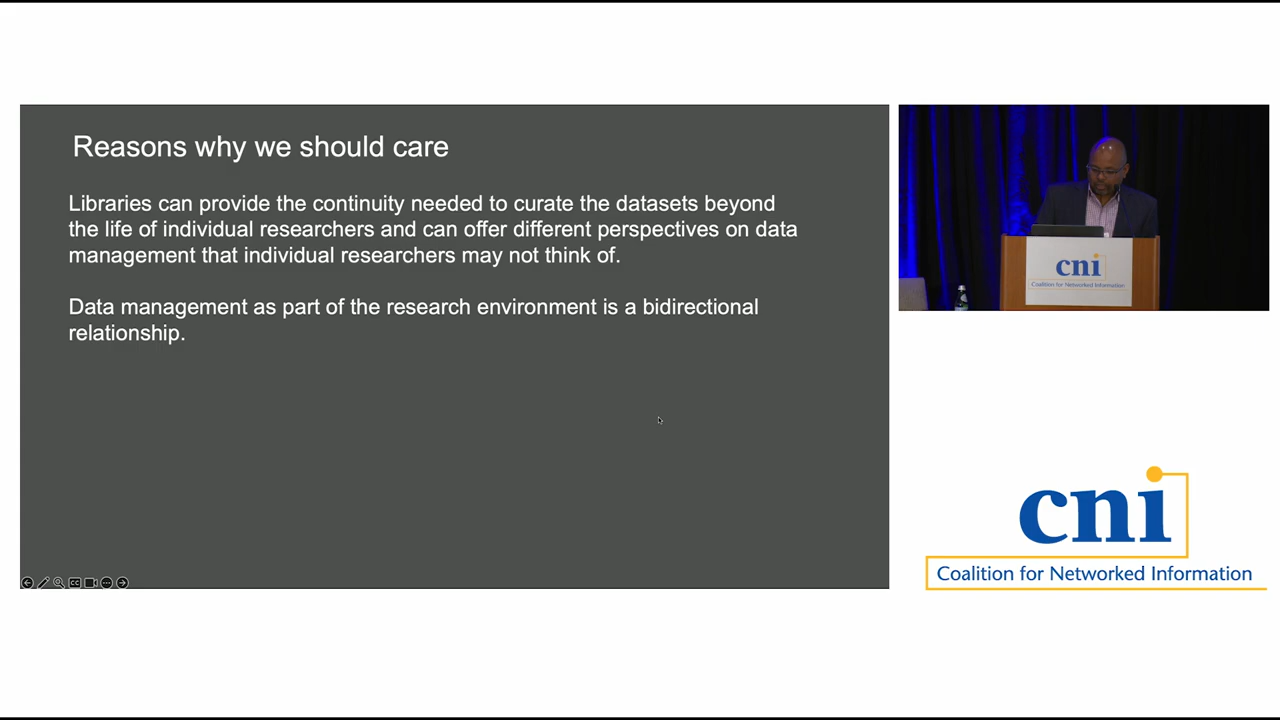 Reasons why we should care
Libraries can provide the continuity needed to curate the datasets beyond
the life of individual researchers and can offer different perspectives on data
management that individual researchers may not think of.
Data management as part of the research environment is a bidirectional
relationship.
cni
Coalition for Networked Information
cni
Coalition for Networked Information